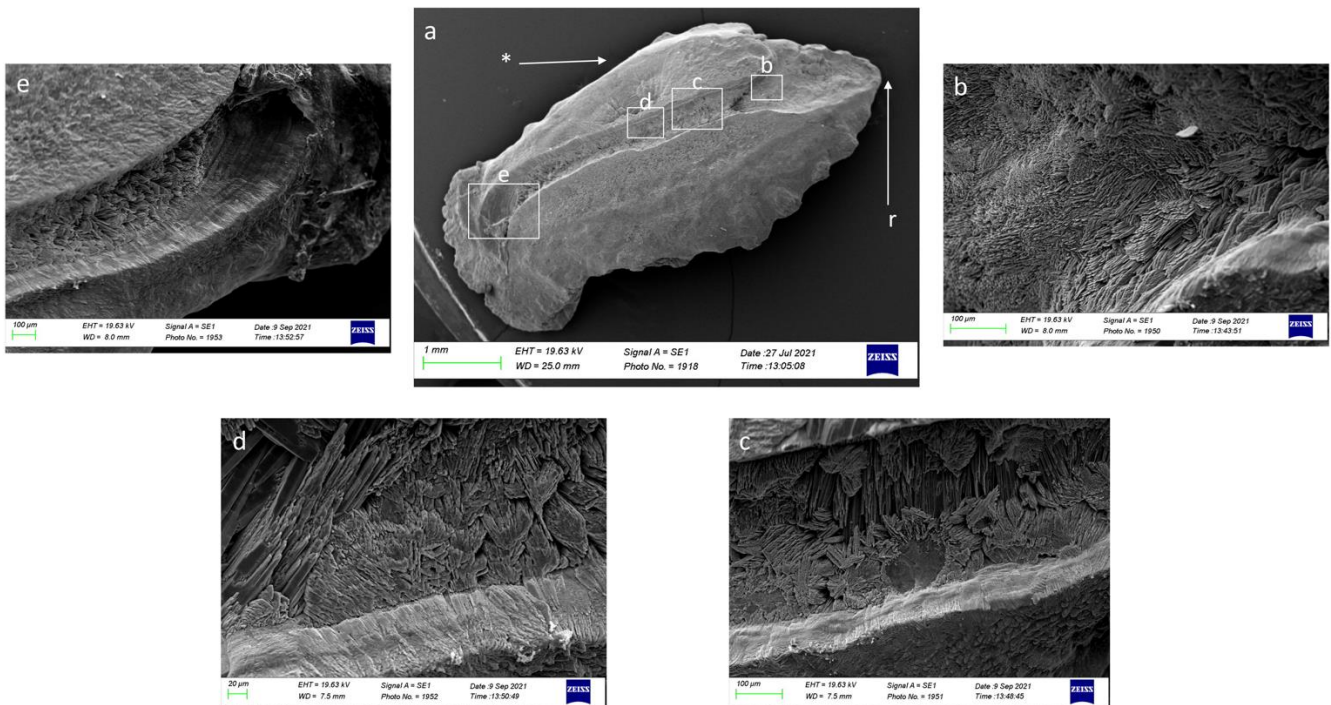 a
*
b
c
d
e
r
1 mm
EHT = 19.63 kV
WD = 25.0 mm
Signal A = SE1
Photo No. = 1918
Date :27 Jul 2021
Time :13:05:08
ZEISS
e
100 µm
EHT = 19.63 kV
WD = 8.0 mm
Signal A = SE1
Photo No. = 1953
Date :9 Sep 2021
Time :13:52:57
ZEISS
b
100 µm
EHT = 19.63 kV
WD = 8.0 mm
Signal A = SE1
Photo No. = 1950
Date :9 Sep 2021
Time :13:43:51
ZEISS
d
20 µm
EHT = 19.63 kV
WD = 7.5 mm
Signal A = SE1
Photo No. = 1952
Date :9 Sep 2021
Time :13:50:49
ZEISS
c
100 µm
EHT = 19.63 kV
WD = 7.5 mm
Signal A = SE1
Photo No. = 1951
Date :9 Sep 2021
Time :13:48:45
ZEISS